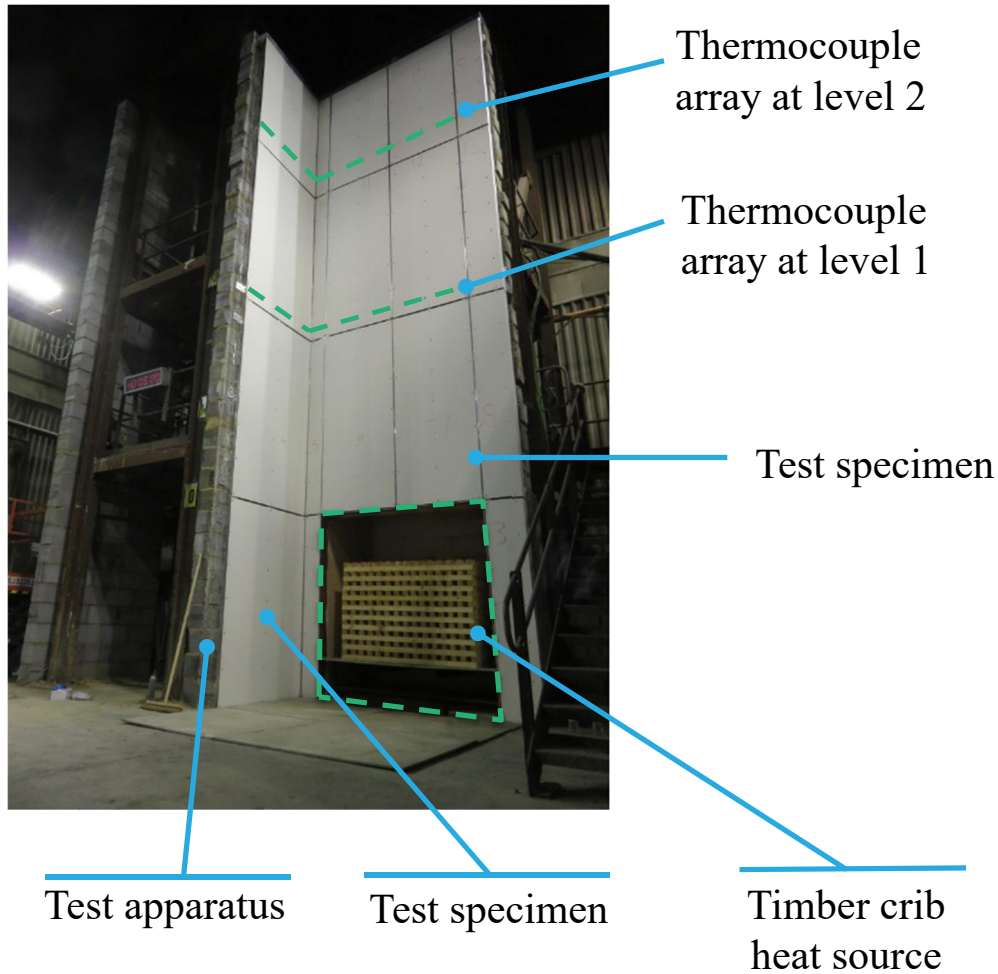 Thermocouple
array at level 2
Thermocouple
array at level 1
Test specimen
Test apparatus
Test specimen
Timber crib
heat source